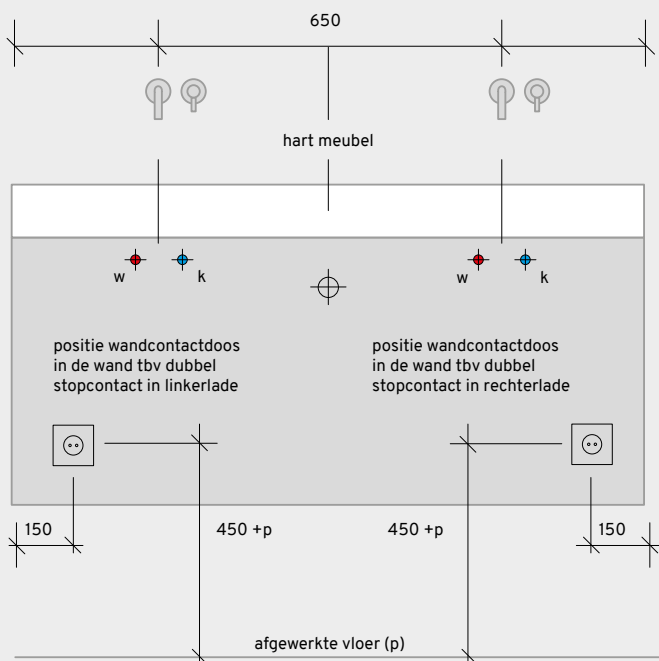 650
hart meubel
w
k
w
k
positie wandcontactdoos
in de wand tbv dubbel
stopcontact in linkerlade
positie wandcontactdoos
in de wand tbv dubbel
stopcontact in rechterlade
150
450 +p
450 +p
150
afgewerkte vloer (p)